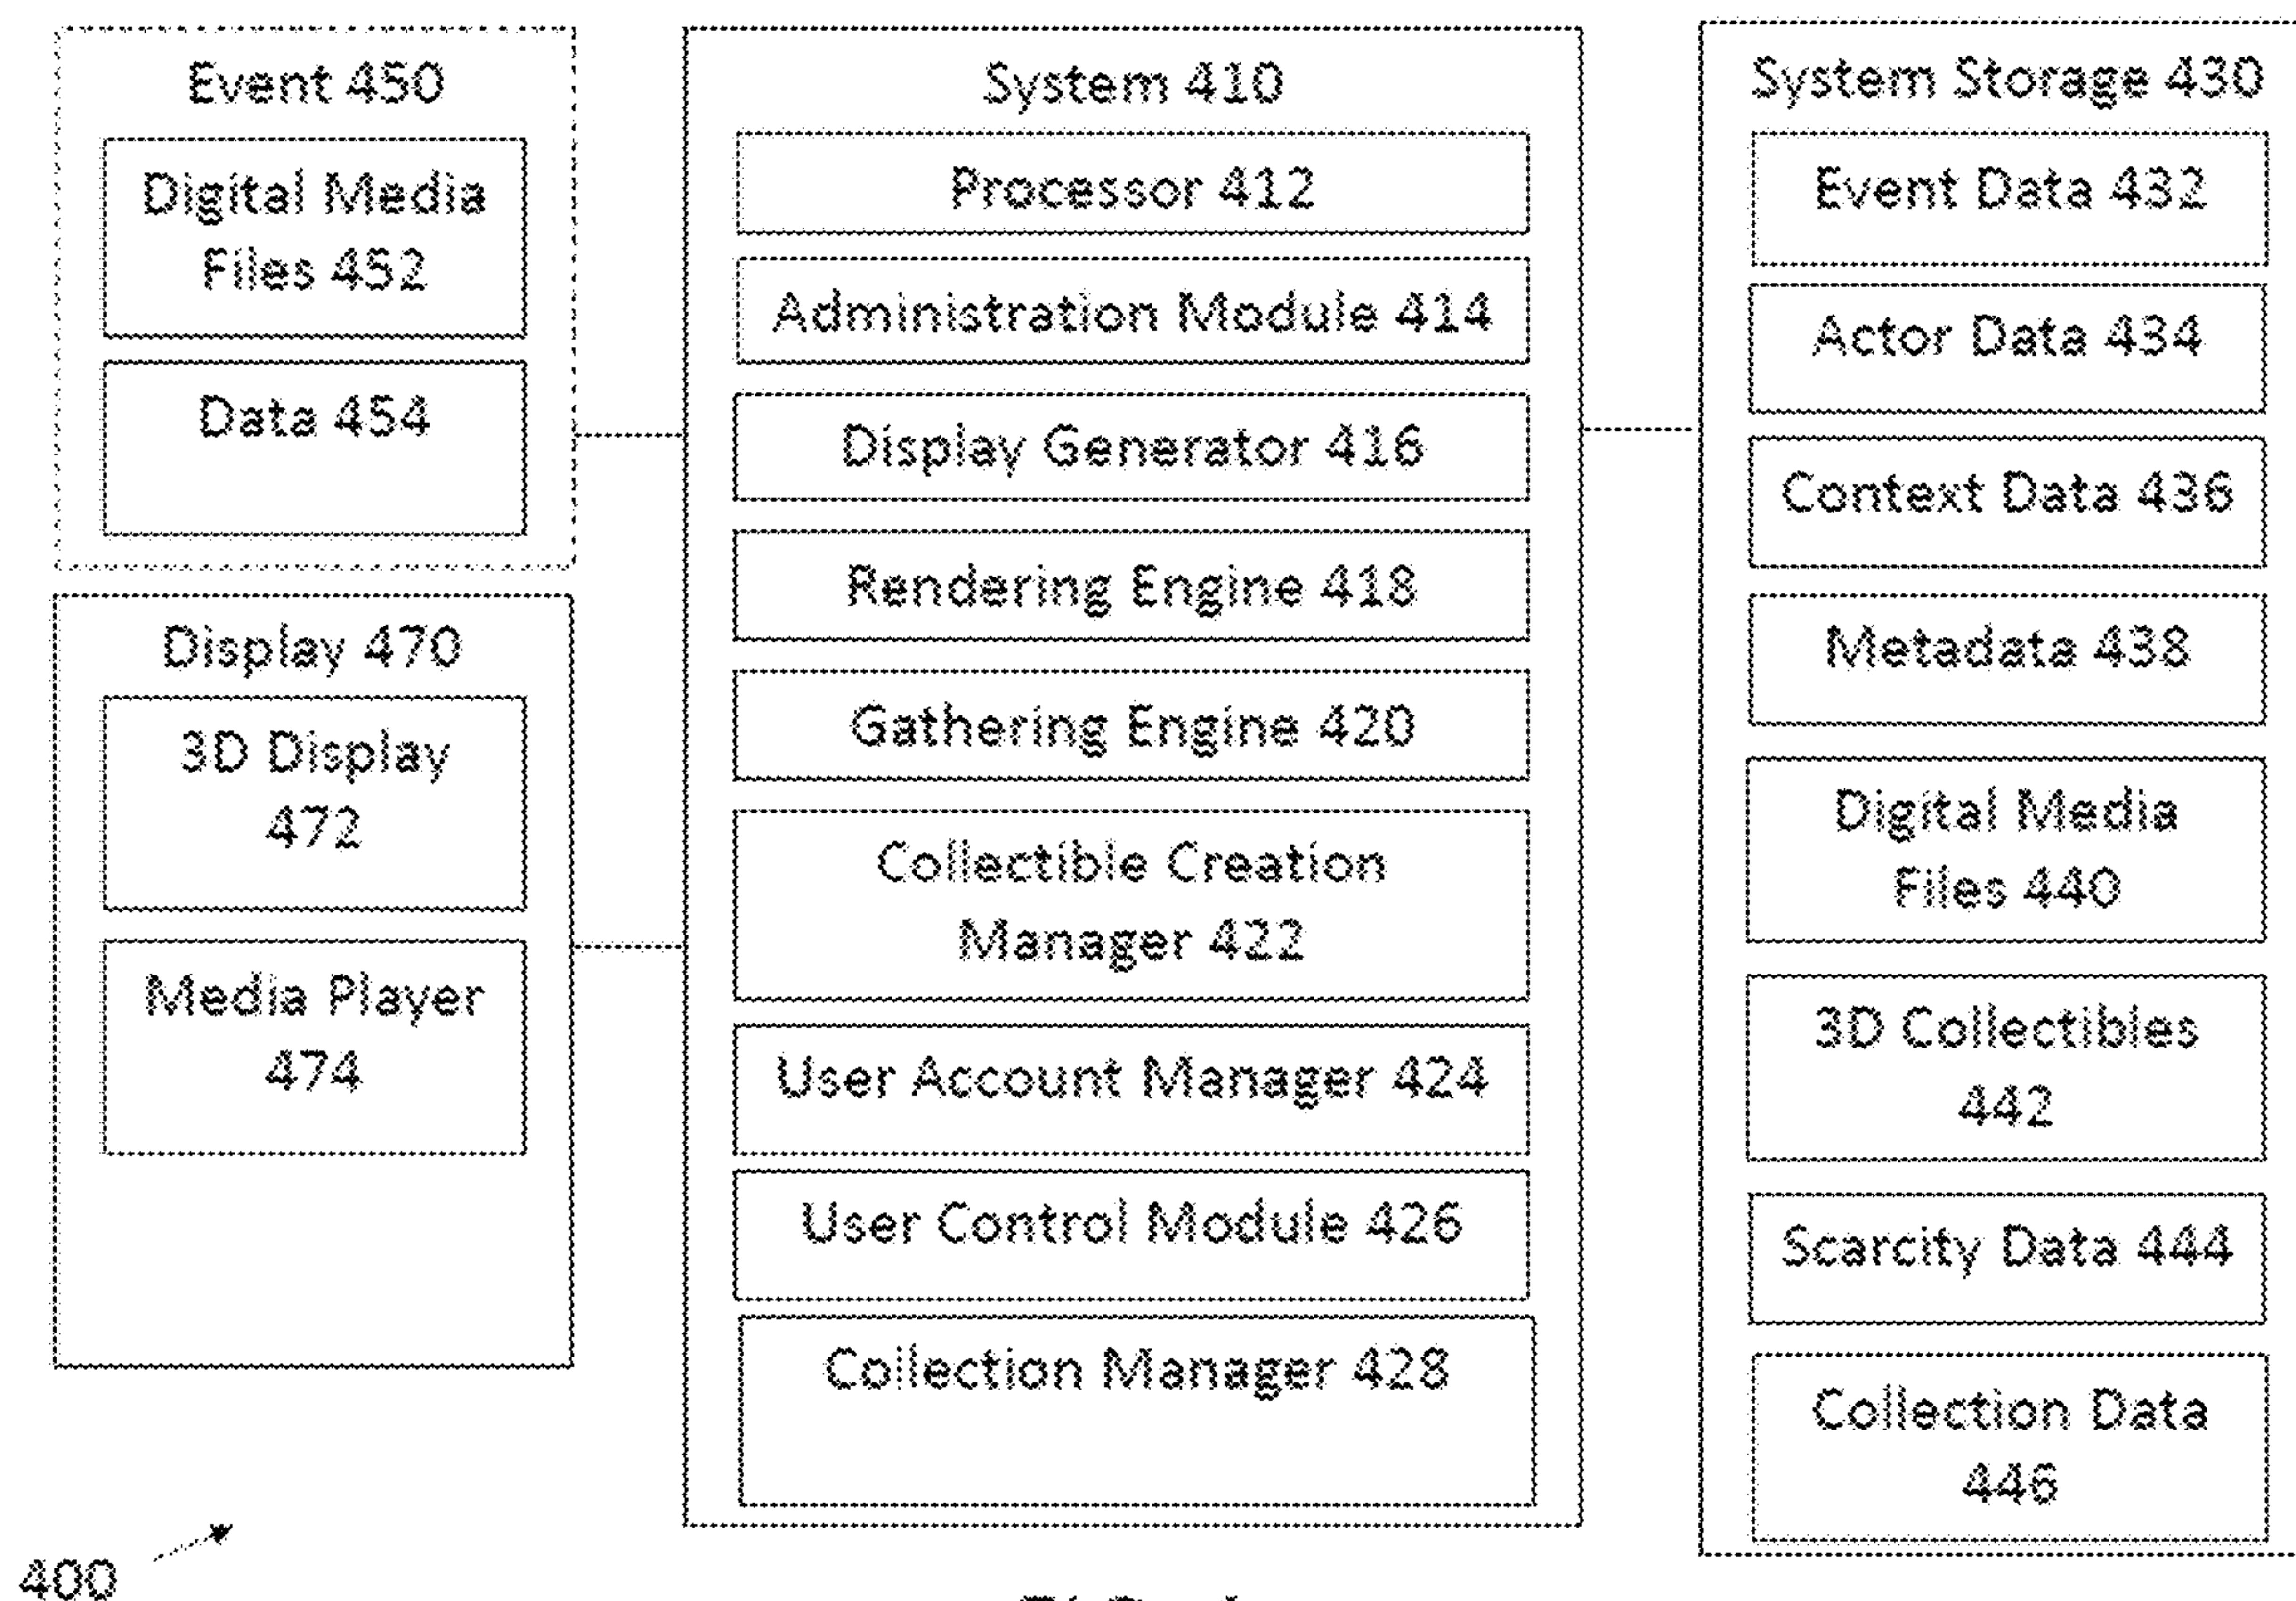 Event 450
Digital Media
Files 452
Data 454
Display 470
3D Display
472
Media Player
474
System 410
Processor 412
Administration Module 414
Display Generator 416
Rendering Engine 418
Gathering Engine 420
Collectible Creation
Manager 422
User Account Manager 424
User Control Module 426
Collection Manager 428
System Storage 430
Event Data 432
Actor Data 434
Context Data 436
Metadata 438
Digital Media
Files 440
3D Collectibles
442
Scarcity Data 444
Collection Data
446
400